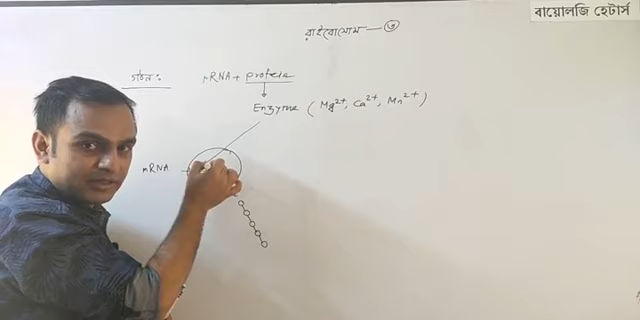 বায়োলজি হেটার্স
রাইবোসোম — ৩
গঠন : rRNA + protein
Enzyme ( Mg2+, Ca2+, Mn2+ )
mRNA